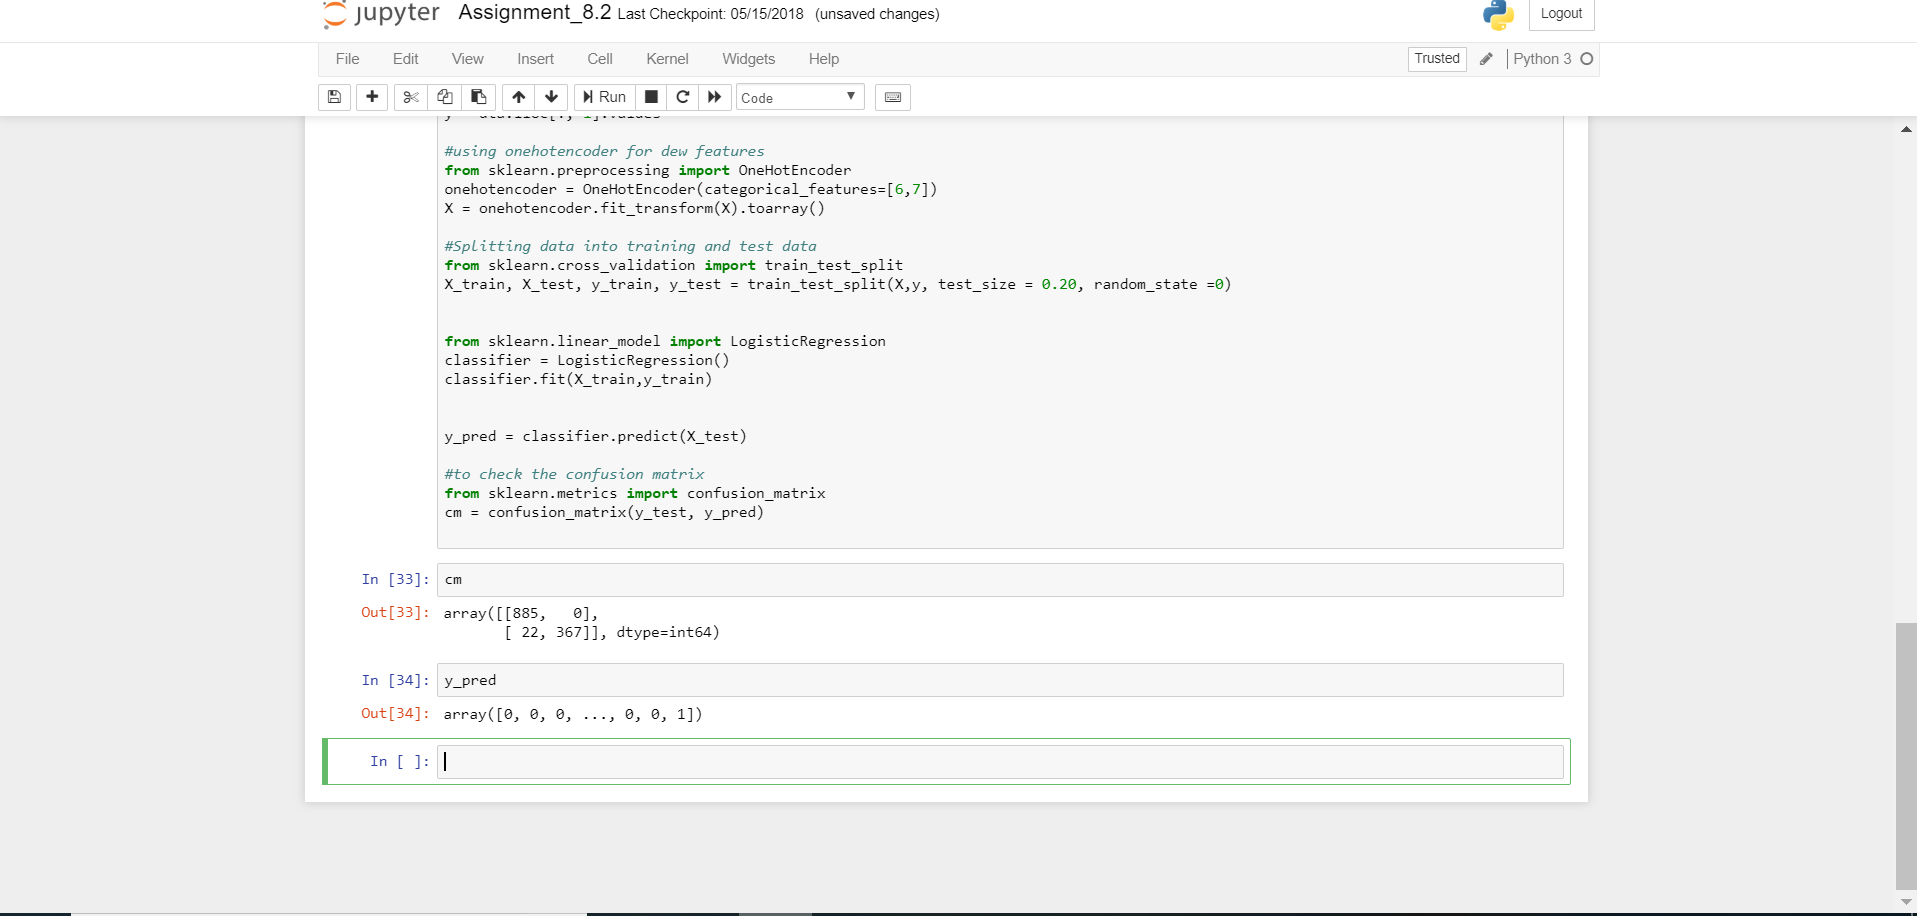 jupyter Assignment_8.2 Last Checkpoint: 05/15/2018 (unsaved changes) Logout
File Edit View Insert Cell Kernel Widgets Help Trusted Python 3
Run Code
#using onehotencoder for dew features
from sklearn.preprocessing import OneHotEncoder
onehotencoder = OneHotEncoder(categorical_features=[6,7])
X = onehotencoder.fit_transform(X).toarray()
#Splitting data into training and test data
from sklearn.cross_validation import train_test_split
X_train, X_test, y_train, y_test = train_test_split(X,y, test_size = 0.20, random_state =0)
from sklearn.linear_model import LogisticRegression
classifier = LogisticRegression()
classifier.fit(X_train,y_train)
y_pred = classifier.predict(X_test)
#to check the confusion matrix
from sklearn.metrics import confusion_matrix
cm = confusion_matrix(y_test, y_pred)
In [33]: cm
Out[33]: array([[885,   0],
[ 22, 367]], dtype=int64)
In [34]: y_pred
Out[34]: array([0, 0, 0, ..., 0, 0, 1])
In [ ]: